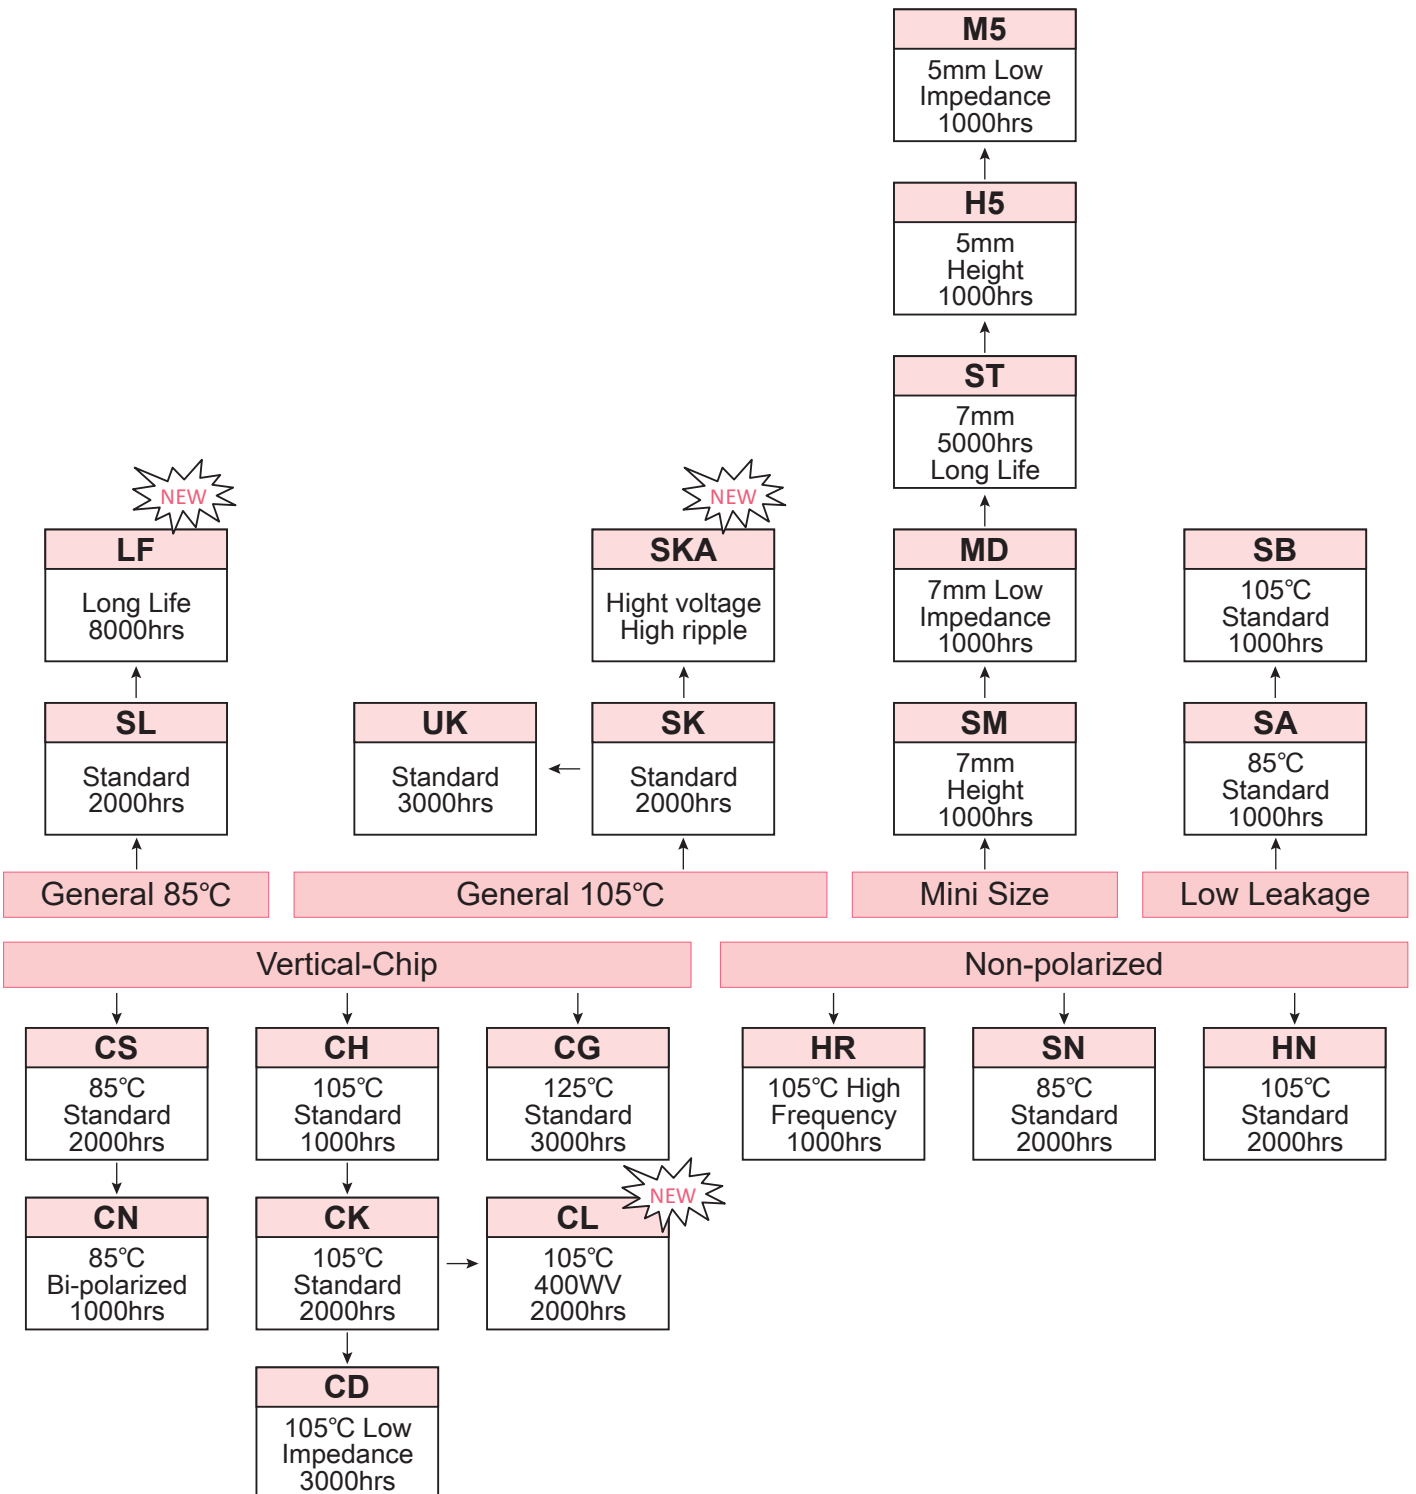 M5
5mm Low
Impedance
1000hrs
H5
5mm
Height
1000hrs
ST
7mm
5000hrs
Long Life
NEW
LF
Long Life
8000hrs
NEW
SKA
Hight voltage
High ripple
MD
7mm Low
Impedance
1000hrs
SB
105℃
Standard
1000hrs
SL
Standard
2000hrs
UK
Standard
3000hrs
SK
Standard
2000hrs
SM
7mm
Height
1000hrs
SA
85℃
Standard
1000hrs
General 85℃
General 105℃
Mini Size
Low Leakage
Vertical-Chip
Non-polarized
CS
85℃
Standard
2000hrs
CH
105℃
Standard
1000hrs
CG
125℃
Standard
3000hrs
HR
105℃ High
Frequency
1000hrs
SN
85℃
Standard
2000hrs
HN
105℃
Standard
2000hrs
CN
85℃
Bi-polarized
1000hrs
CK
105℃
Standard
2000hrs
NEW
CL
105℃
400WV
2000hrs
CD
105℃ Low
Impedance
3000hrs